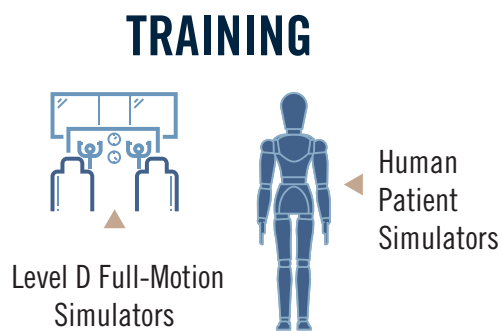 TRAINING
Human
Patient
Simulators
Level D Full-Motion
Simulators